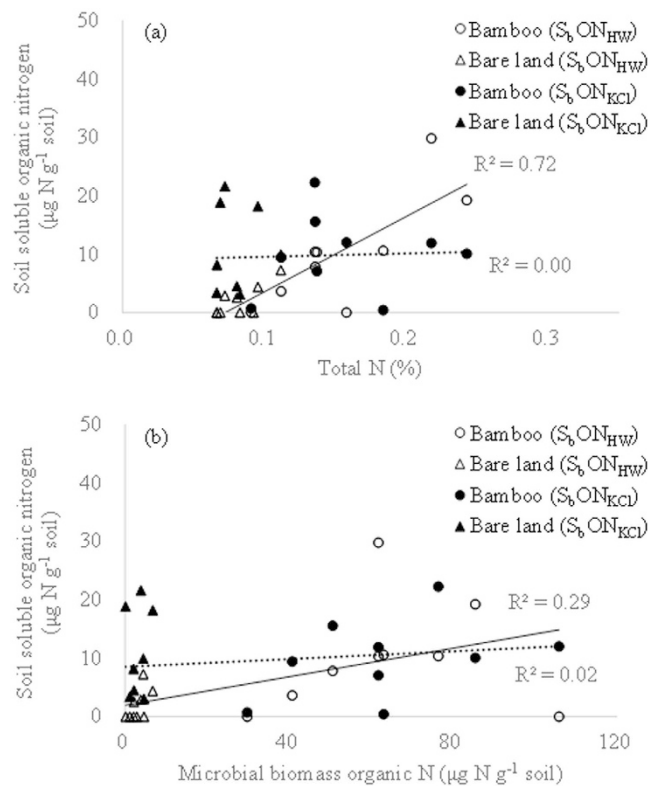 (a)
Bamboo (SbONHW)
Bare land (SbONHW)
Bamboo (SbONKCl)
Bare land (SbONKCl)
R² = 0.72
R² = 0.00
Soil soluble organic nitrogen
(µg N g-1 soil)
50
40
30
20
10
0
0.0 0.1 0.2 0.3
Total N (%)
(b)
Bamboo (SbONHW)
Bare land (SbONHW)
Bamboo (SbONKCl)
Bare land (SbONKCl)
R² = 0.29
R² = 0.02
Soil soluble organic nitrogen
(µg N g-1 soil)
50
40
30
20
10
0
0 40 80 120
Microbial biomass organic N (µg N g-1 soil)